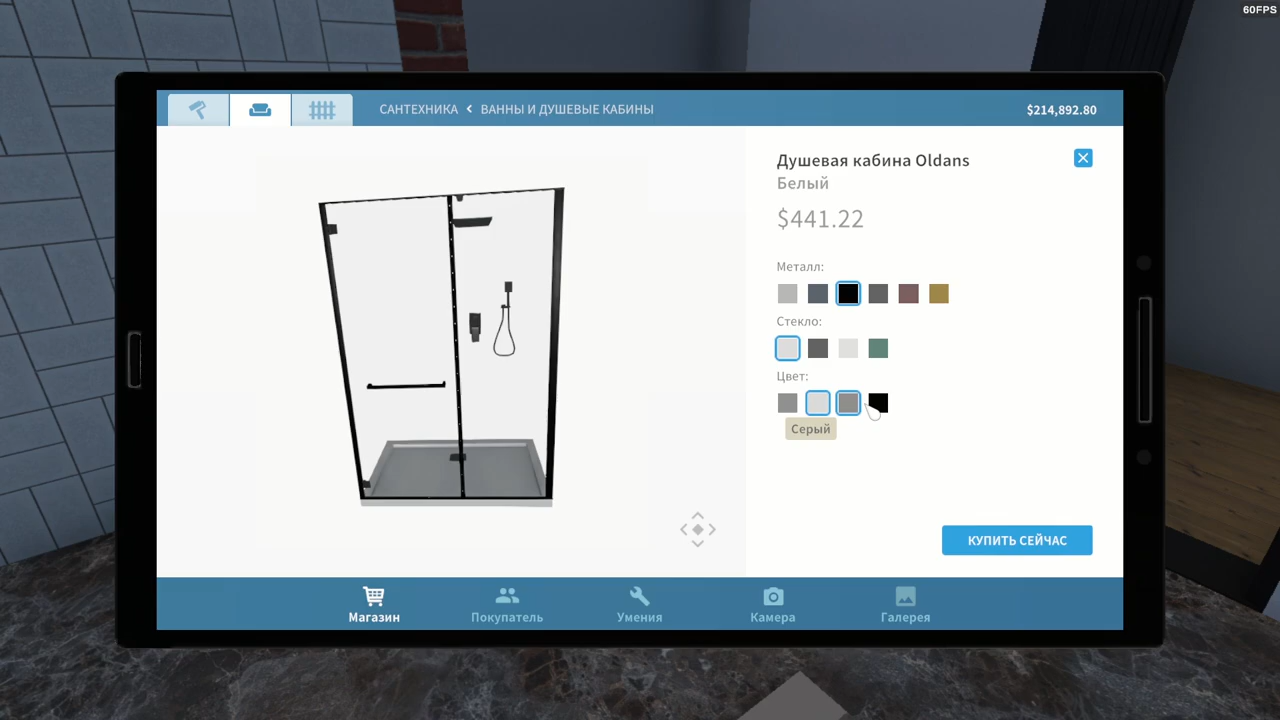 60FPS
САНТЕХНИКА < ВАННЫ И ДУШЕВЫЕ КАБИНЫ
$214,892.80
Душевая кабина Oldans
Белый
$441.22
Металл:
Стекло:
Цвет:
Серый
КУПИТЬ СЕЙЧАС
Магазин
Покупатель
Умения
Камера
Галерея